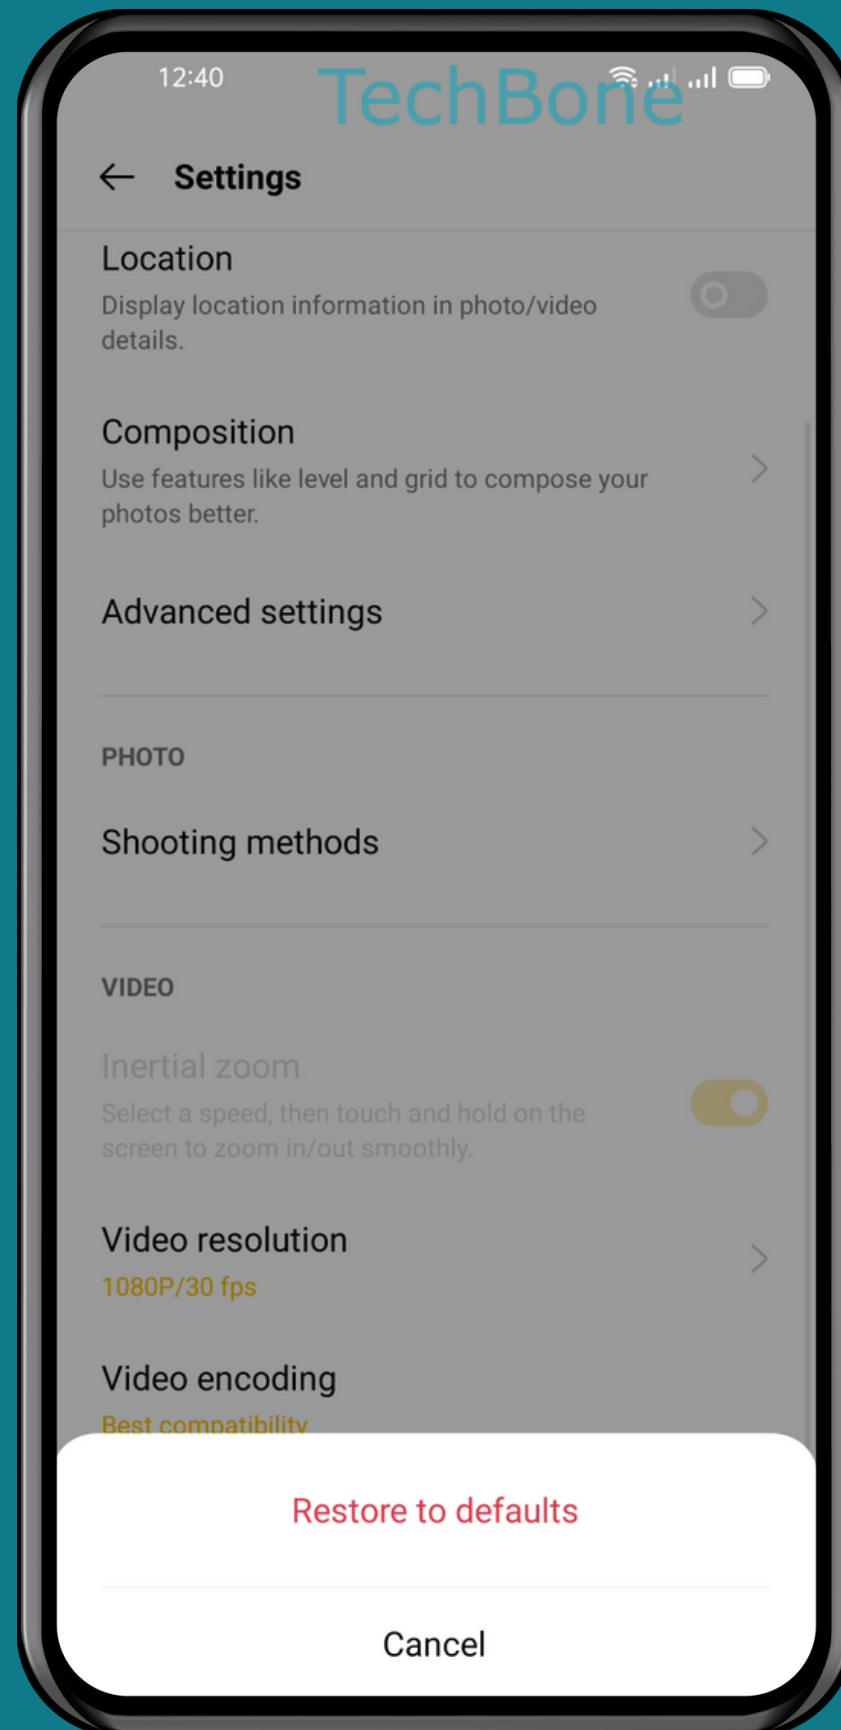 12:40
TechBone
Settings
Location
Display location information in photo/video
details.
Composition
Use features like level and grid to compose your
photos better.
Advanced settings
PHOTO
Shooting methods
VIDEO
Inertial zoom
Select a speed, then touch and hold on the
screen to zoom in/out smoothly.
Video resolution
1080P/30 fps
Video encoding
Best compatibility
Restore to defaults
Cancel